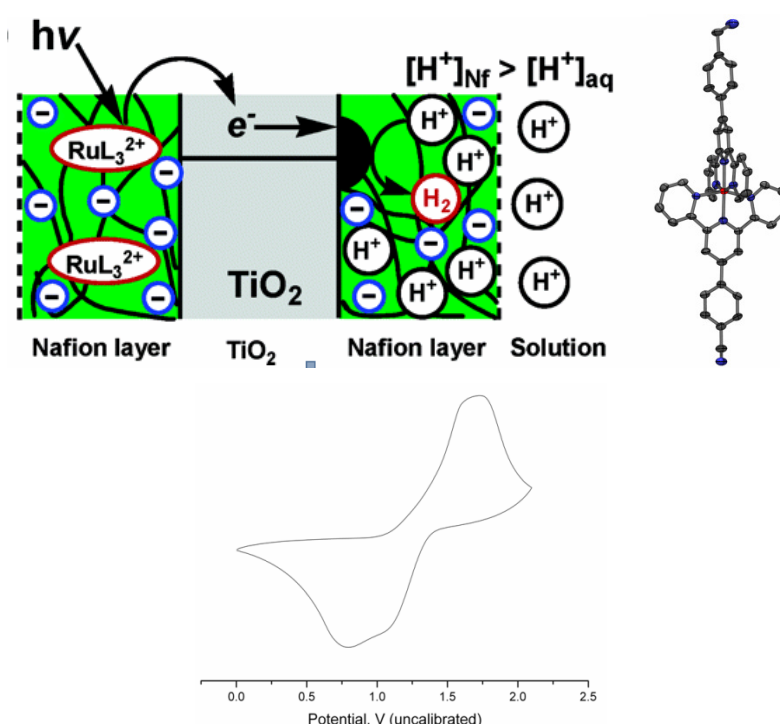 )
hν
[H⁺]Nf > [H⁺]aq
e⁻
RuL₃²⁺
RuL₃²⁺
−
−
−
−
−
−
−
−
−
−
−
H⁺
H⁺
H⁺
H⁺
H⁺
H₂
H⁺
H⁺
H⁺
TiO₂
Nafion layer TiO₂ Nafion layer Solution
0.0 0.5 1.0 1.5 2.0 2.5
Potential, V (uncalibrated)